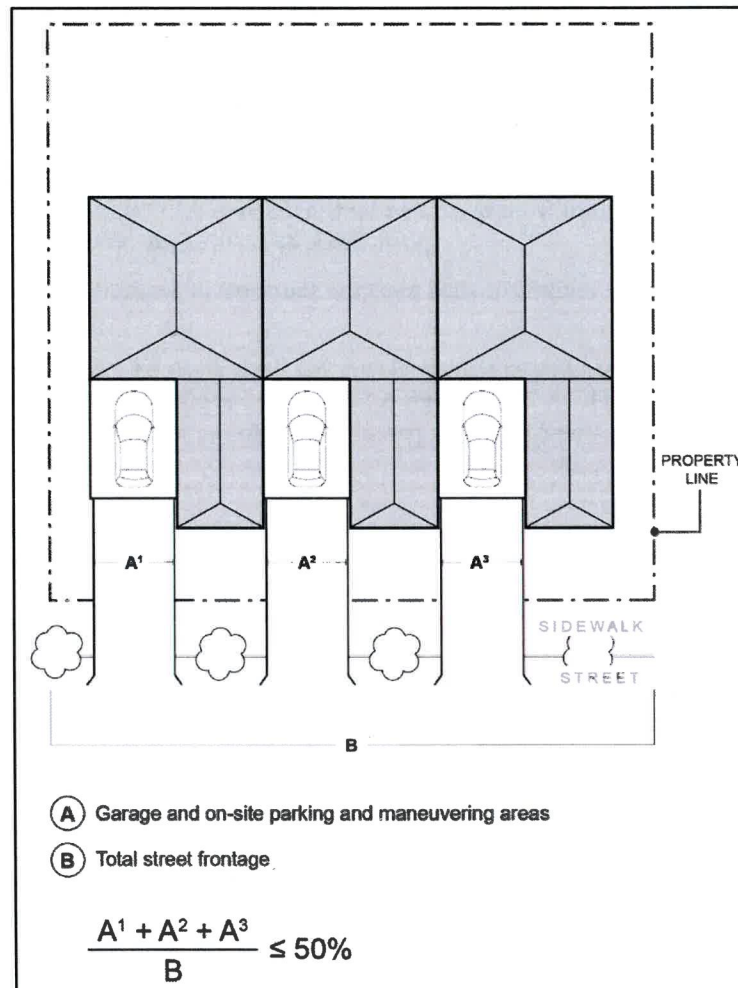 PROPERTY
LINE
A¹
A²
A³
SIDEWALK
STREET
B
A Garage and on-site parking and maneuvering areas
B Total street frontage
A¹ + A² + A³
B
≤ 50%